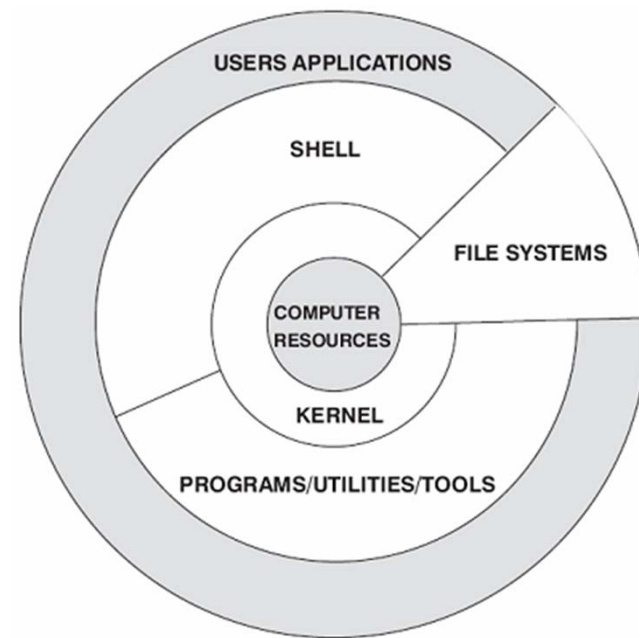 USERS APPLICATIONS
SHELL
FILE SYSTEMS
COMPUTER
RESOURCES
KERNEL
PROGRAMS/UTILITIES/TOOLS